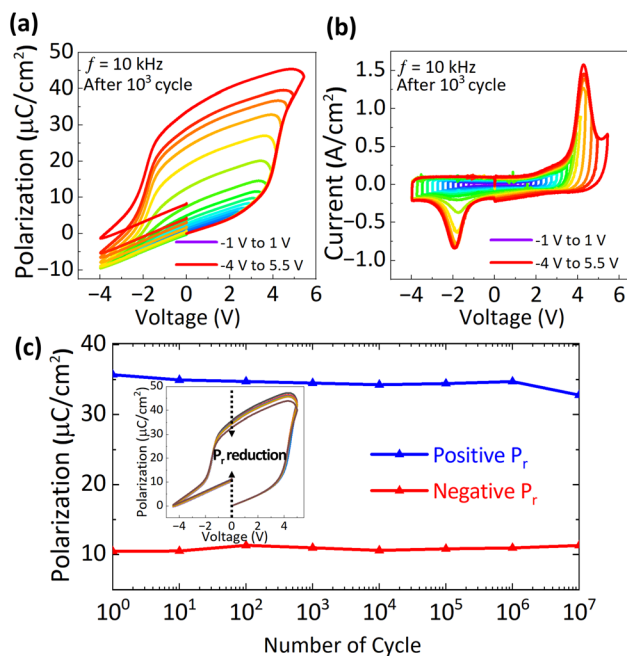 (a)
50
40
30
20
10
0
−10
Polarization (μC/cm²)
f = 10 kHz
After 10³ cycle
-1 V to 1 V
-4 V to 5.5 V
−4 −2 0 2 4 6
Voltage (V)
(b)
1.5
1.0
0.5
0.0
−0.5
−1.0
Current (A/cm²)
f = 10 kHz
After 10³ cycle
-1 V to 1 V
-4 V to 5.5 V
−4 −2 0 2 4 6
Voltage (V)
(c)
40
30
20
10
Polarization (μC/cm²)
50
40
30
20
10
0
Polarization (μC/cm²)
Pᵣ reduction
-4 -2 0 2 4
Voltage (V)
Positive Pᵣ
Negative Pᵣ
10⁰ 10¹ 10² 10³ 10⁴ 10⁵ 10⁶ 10⁷
Number of Cycle